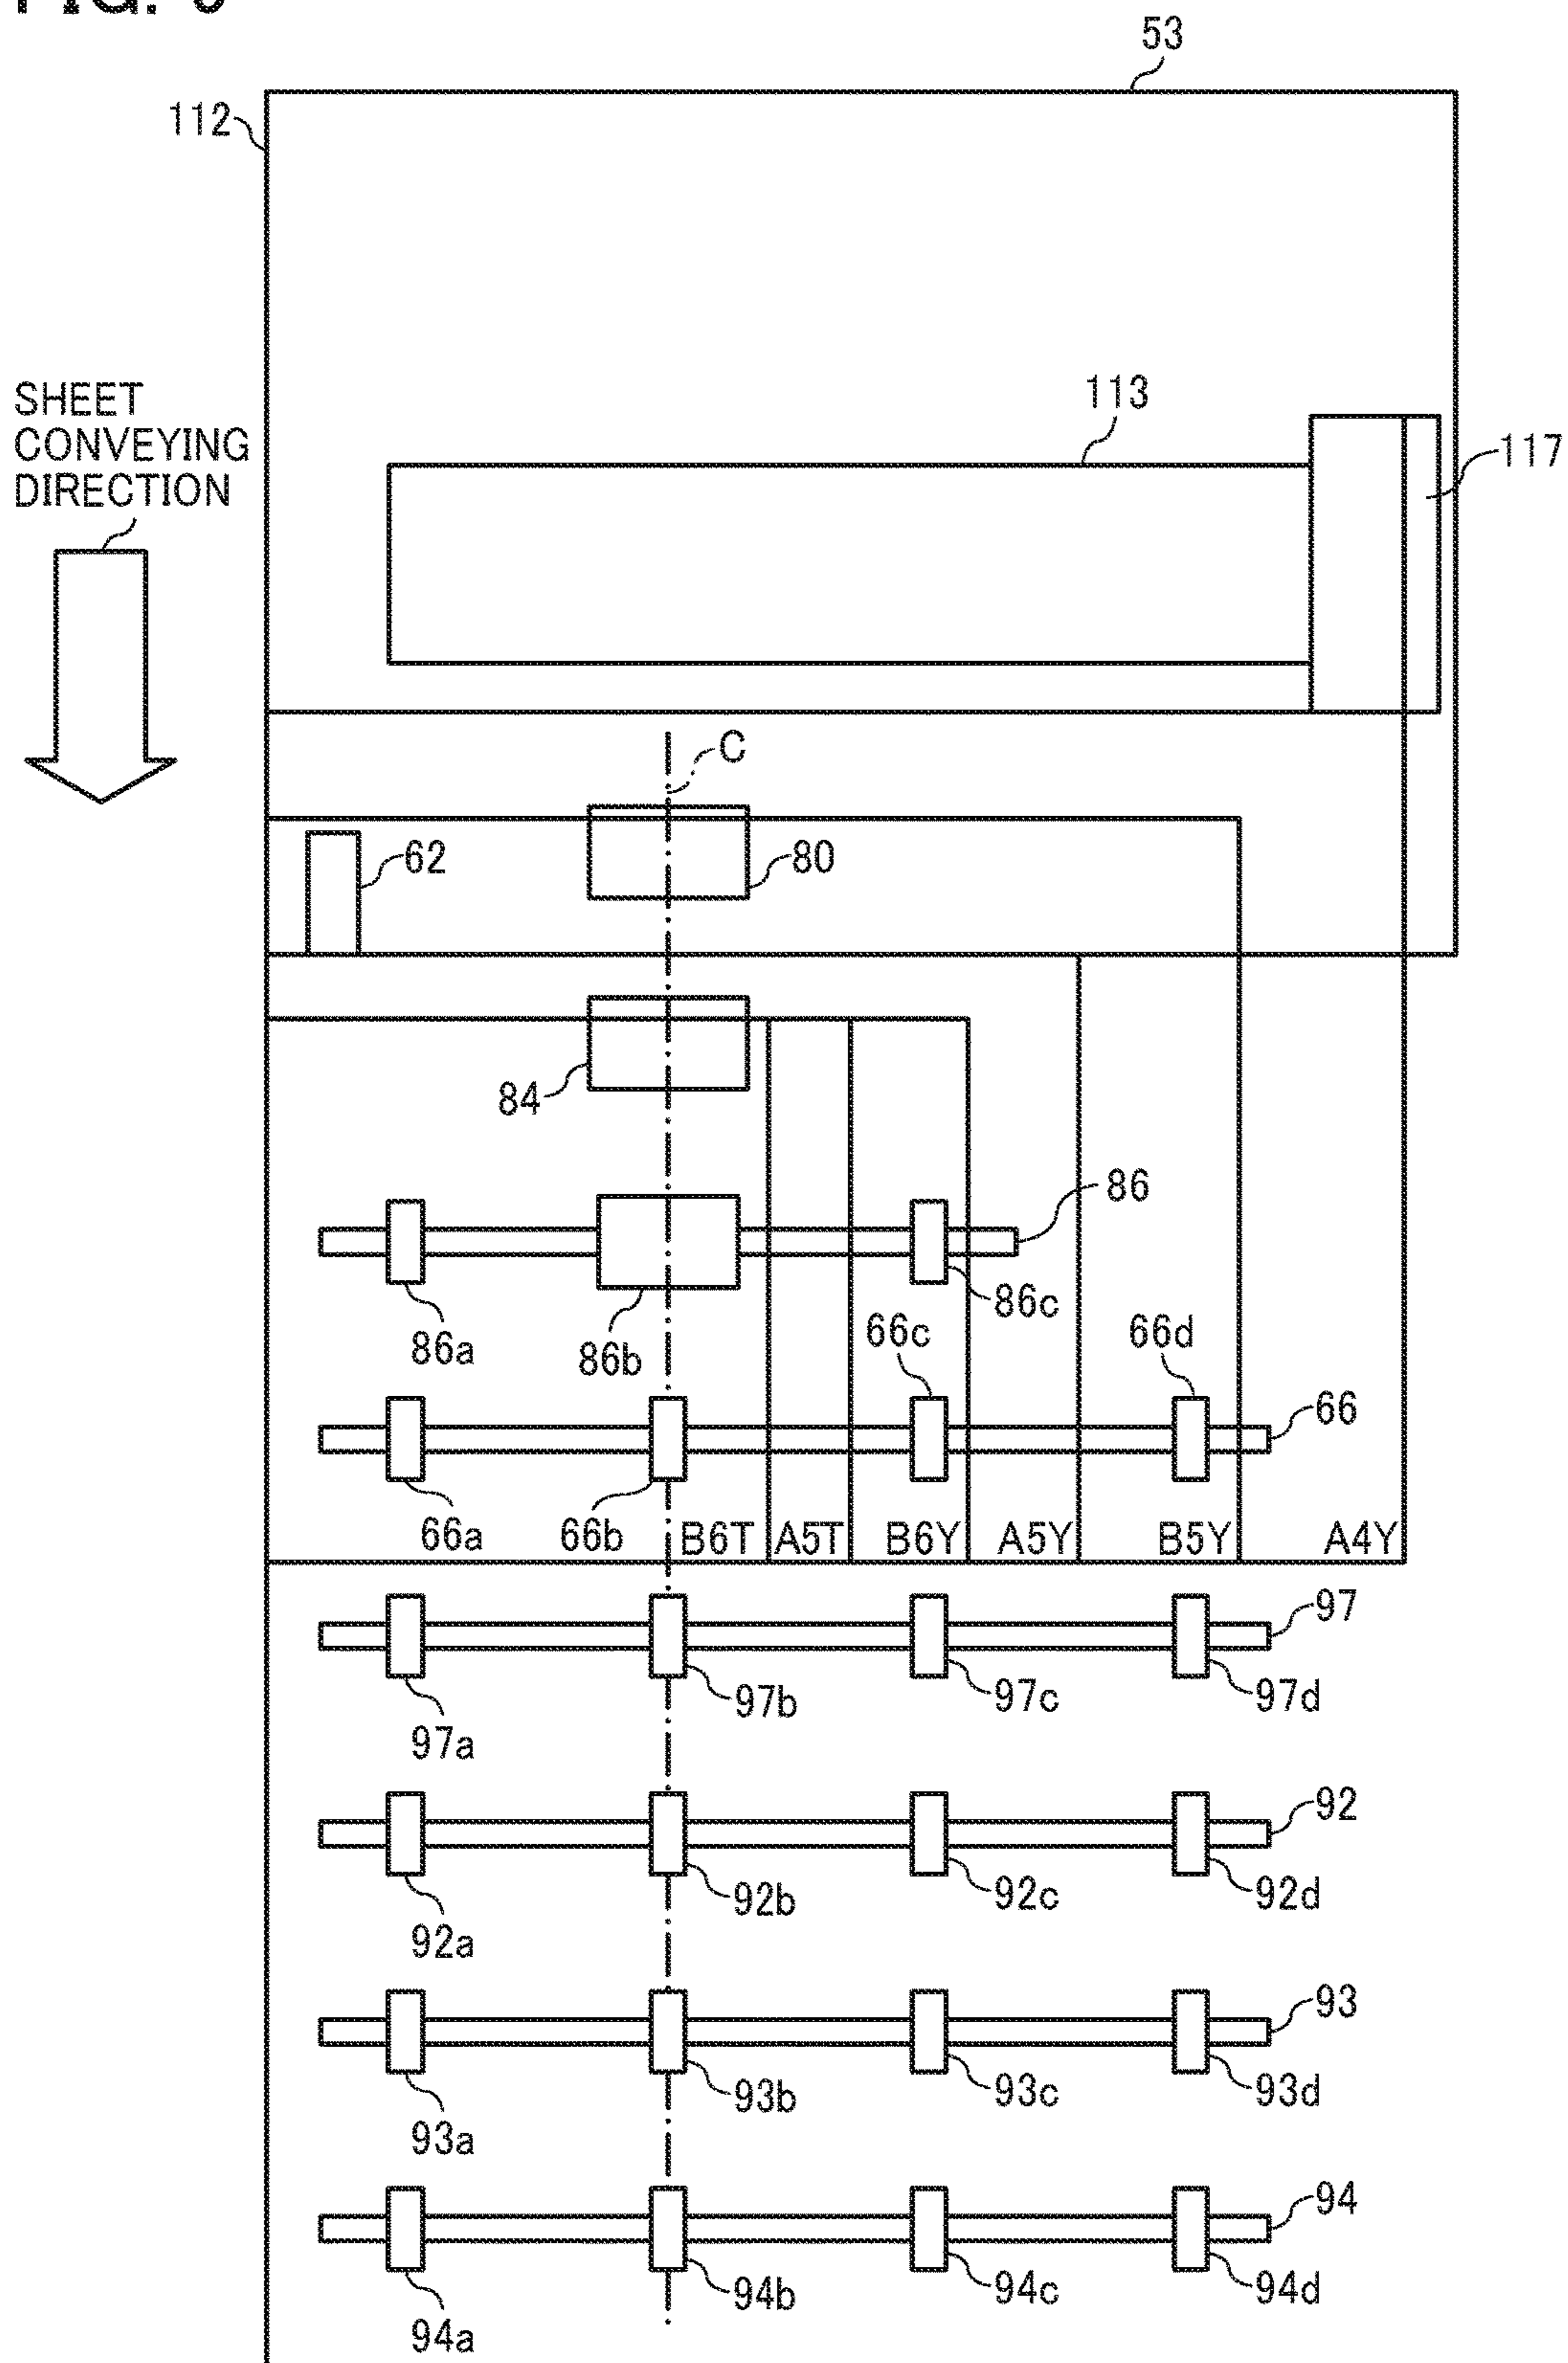 53
112
SHEET
CONVEYING
DIRECTION
113
117
C
62
80
84
86
86a
86b
86c
66c
66d
66
66a
66b
B6T
A5T
B6Y
A5Y
B5Y
A4Y
97
97a
97b
97c
97d
92
92a
92b
92c
92d
93
93a
93b
93c
93d
94
94a
94b
94c
94d